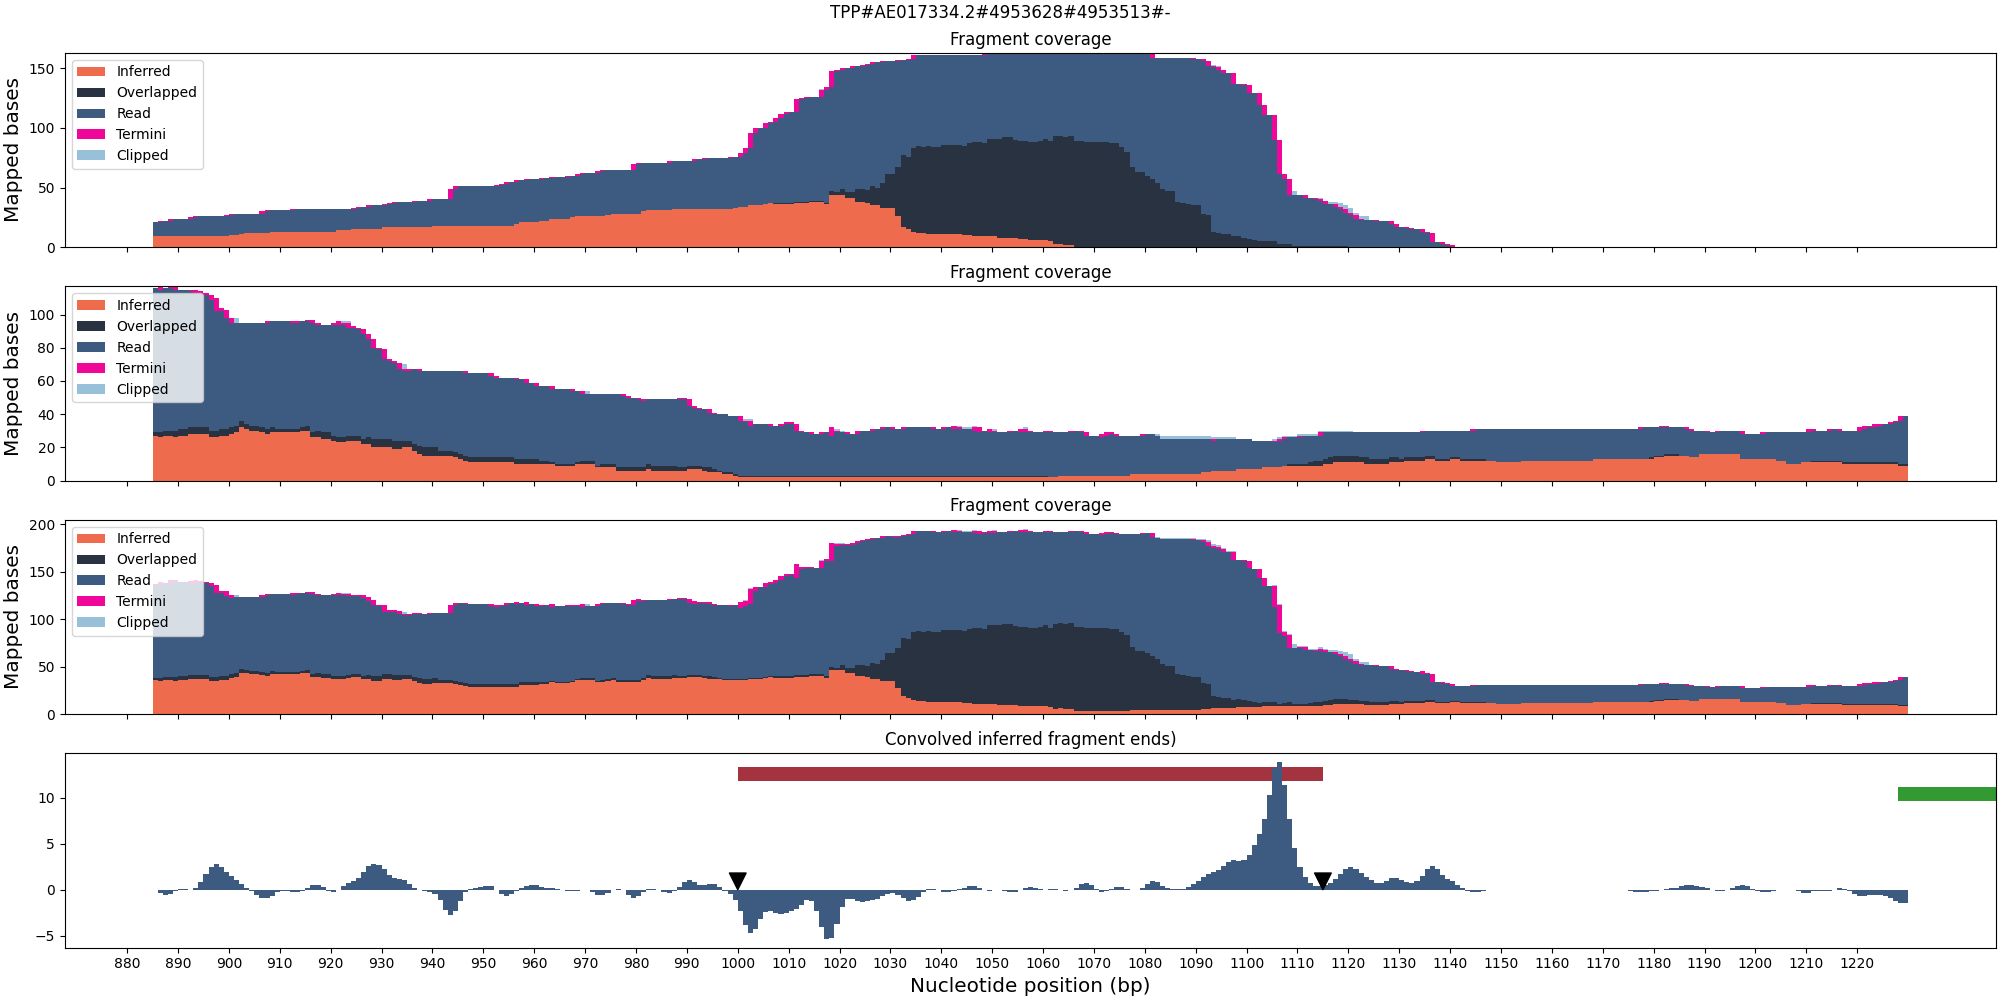 TPP#AE017334.2#4953628#4953513#-
Fragment coverage
Mapped bases
150
100
50
0
Inferred
Overlapped
Read
Termini
Clipped
Fragment coverage
Mapped bases
100
80
60
40
20
0
Inferred
Overlapped
Read
Termini
Clipped
Fragment coverage
Mapped bases
200
150
100
50
0
Inferred
Overlapped
Read
Termini
Clipped
Convolved inferred fragment ends)
10
5
0
−5
880 890 900 910 920 930 940 950 960 970 980 990 1000 1010 1020 1030 1040 1050 1060 1070 1080 1090 1100 1110 1120 1130 1140 1150 1160 1170 1180 1190 1200 1210 1220
Nucleotide position (bp)